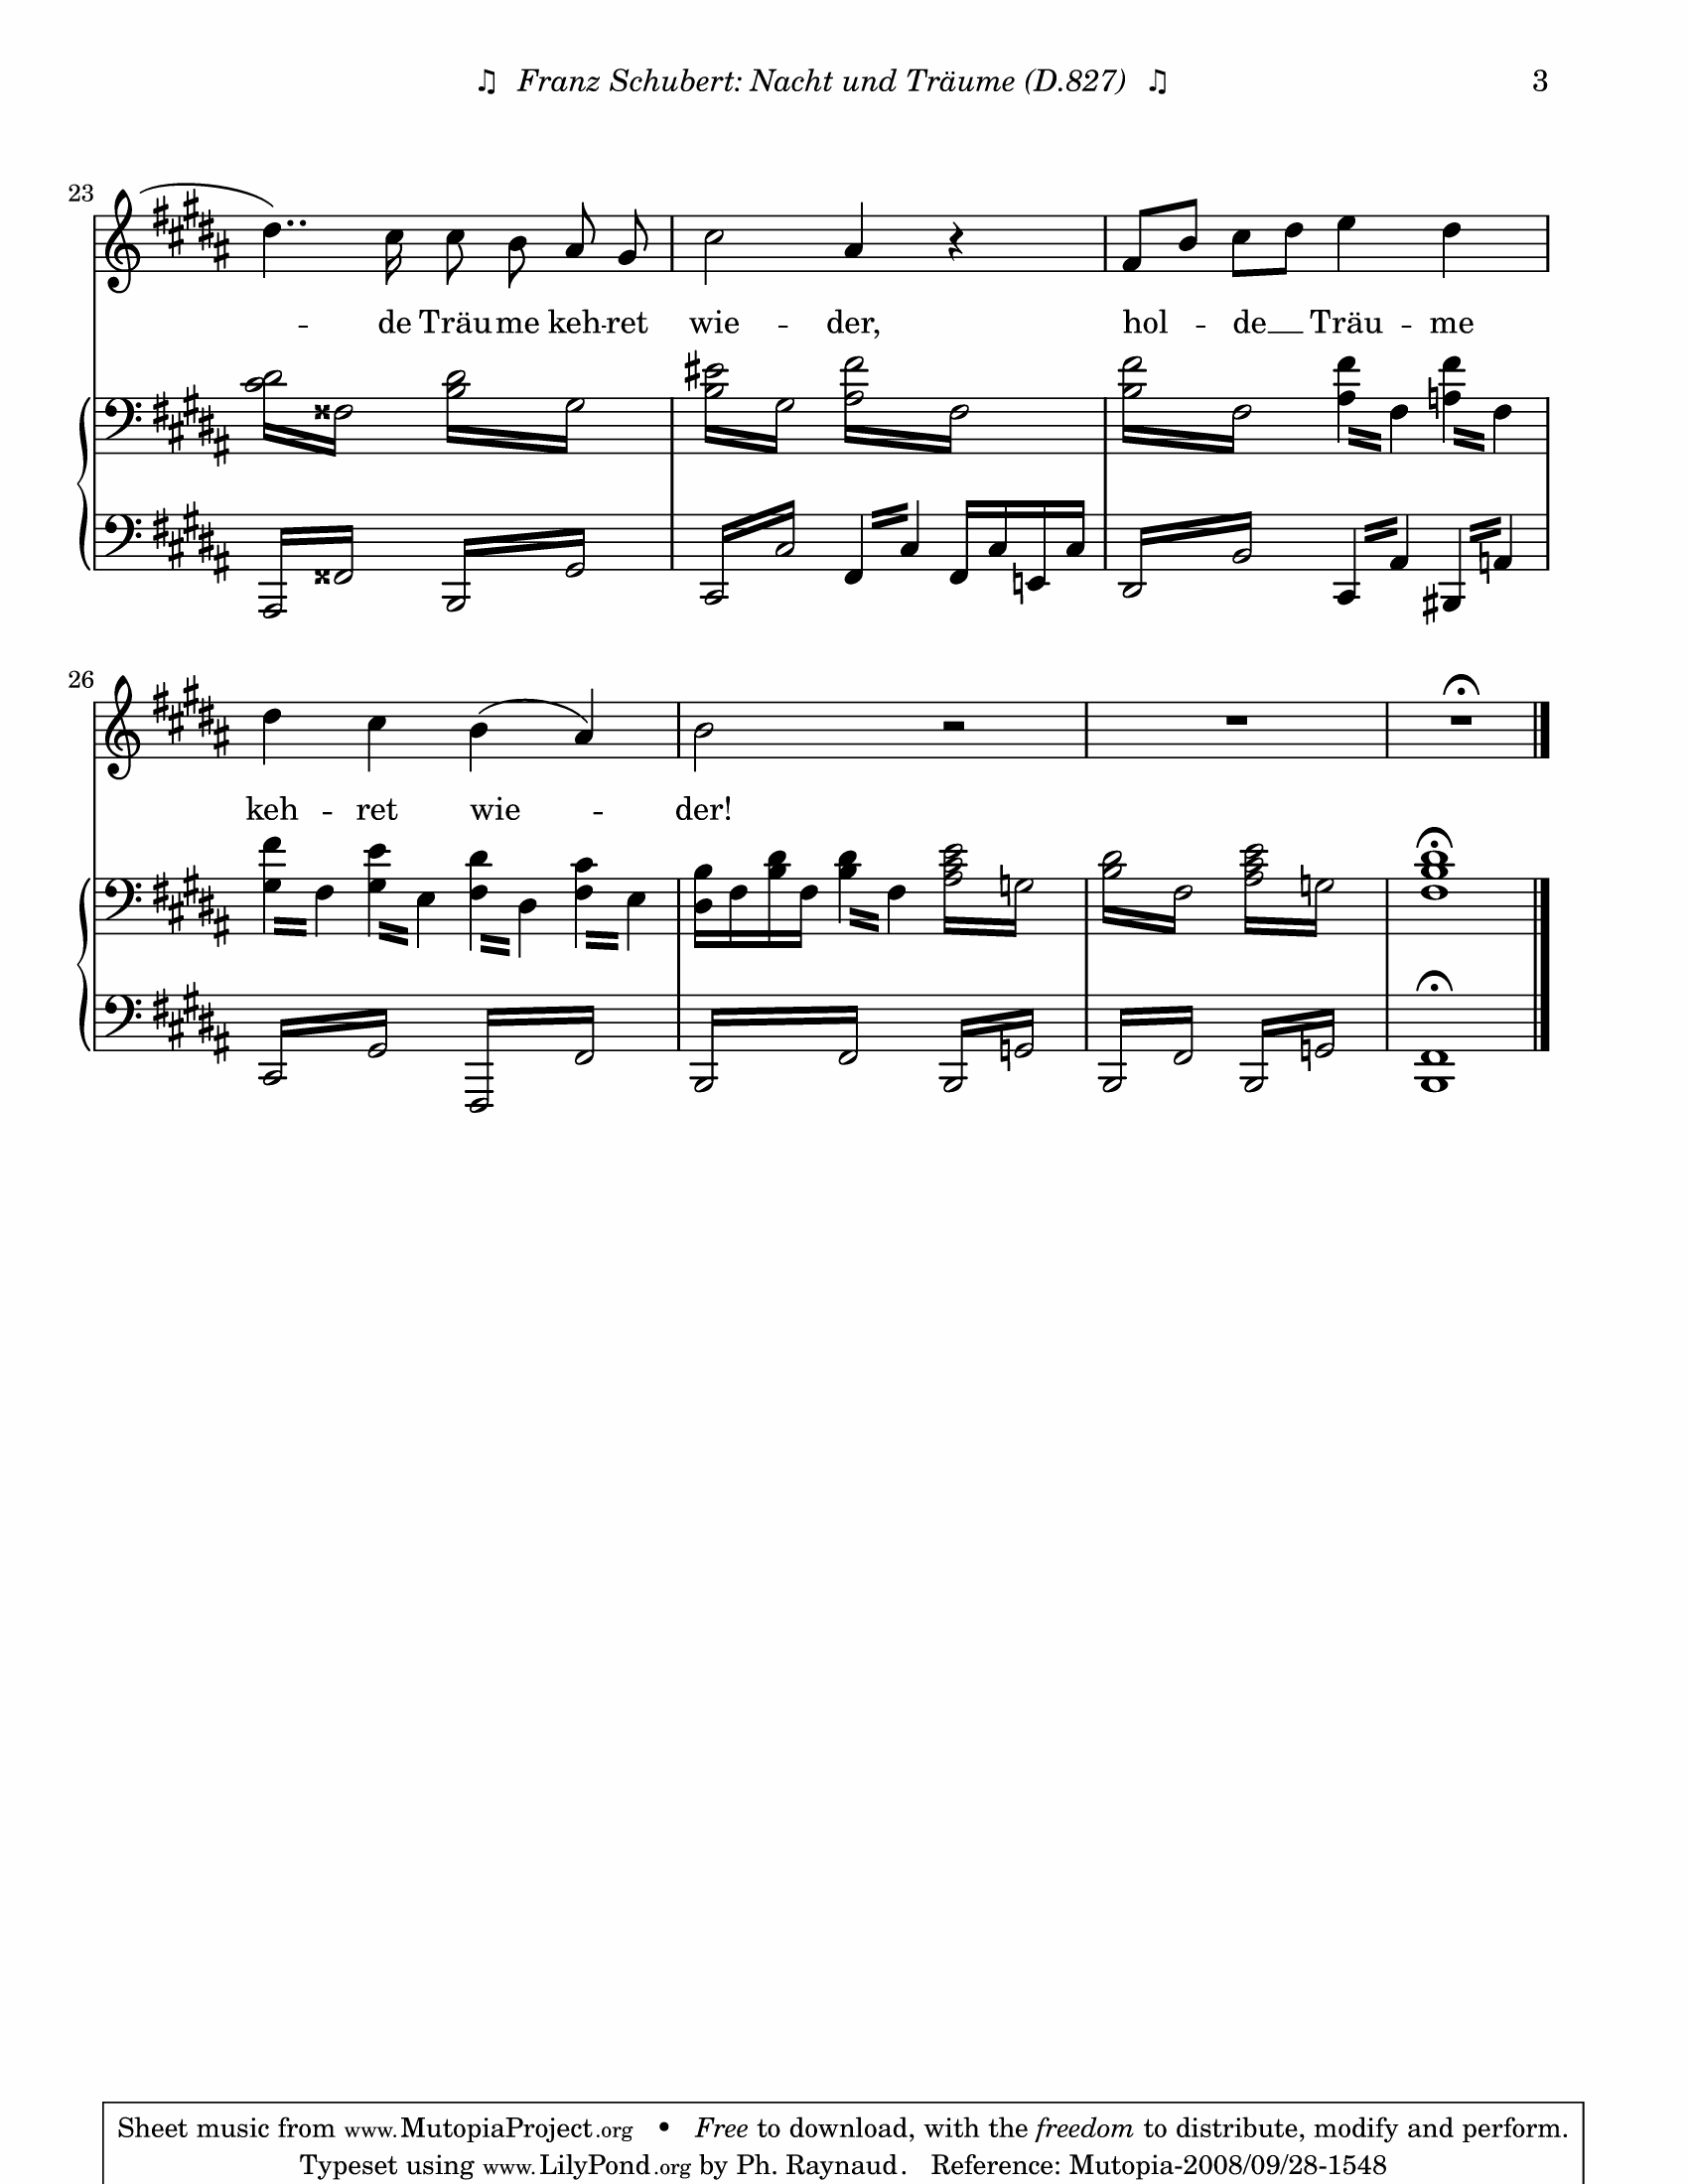 ♫ Franz Schubert: Nacht und Träume (D.827) ♫ 3
23
-- de Träu -- me keh -- ret wie -- der, hol -- de __ Träu -- me
26
keh -- ret wie -- der!
Sheet music from www.MutopiaProject.org • Free to download, with the freedom to distribute, modify and perform.
Typeset using www.LilyPond.org by Ph. Raynaud. Reference: Mutopia-2008/09/28-1548